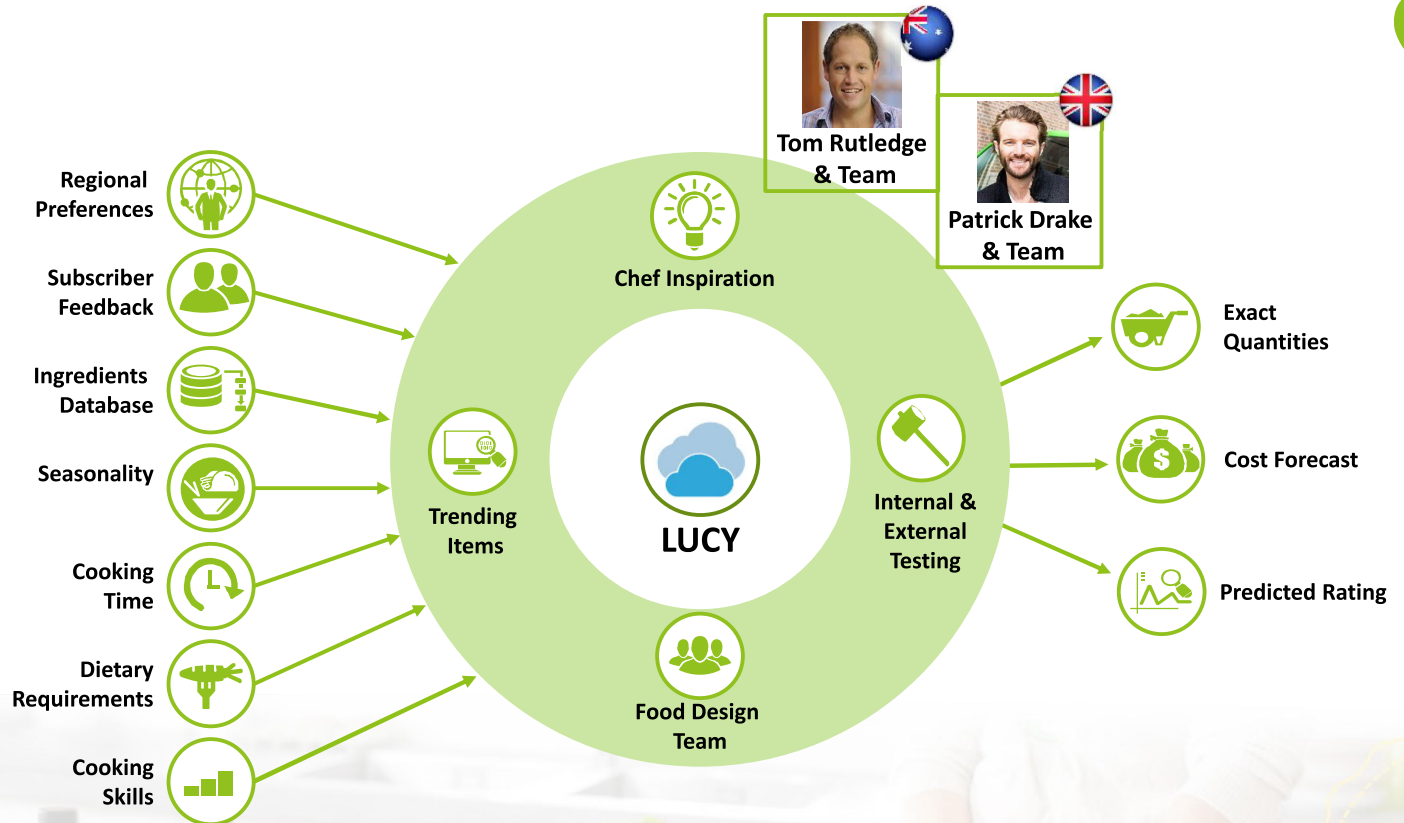 Tom Rutledge
& Team
Patrick Drake
& Team
Regional
Preferences
Subscriber
Feedback
Ingredients
Database
Seasonality
Cooking
Time
Dietary
Requirements
Cooking
Skills
Chef Inspiration
Trending
Items
LUCY
Internal &
External
Testing
Food Design
Team
Exact
Quantities
$
Cost Forecast
Predicted Rating